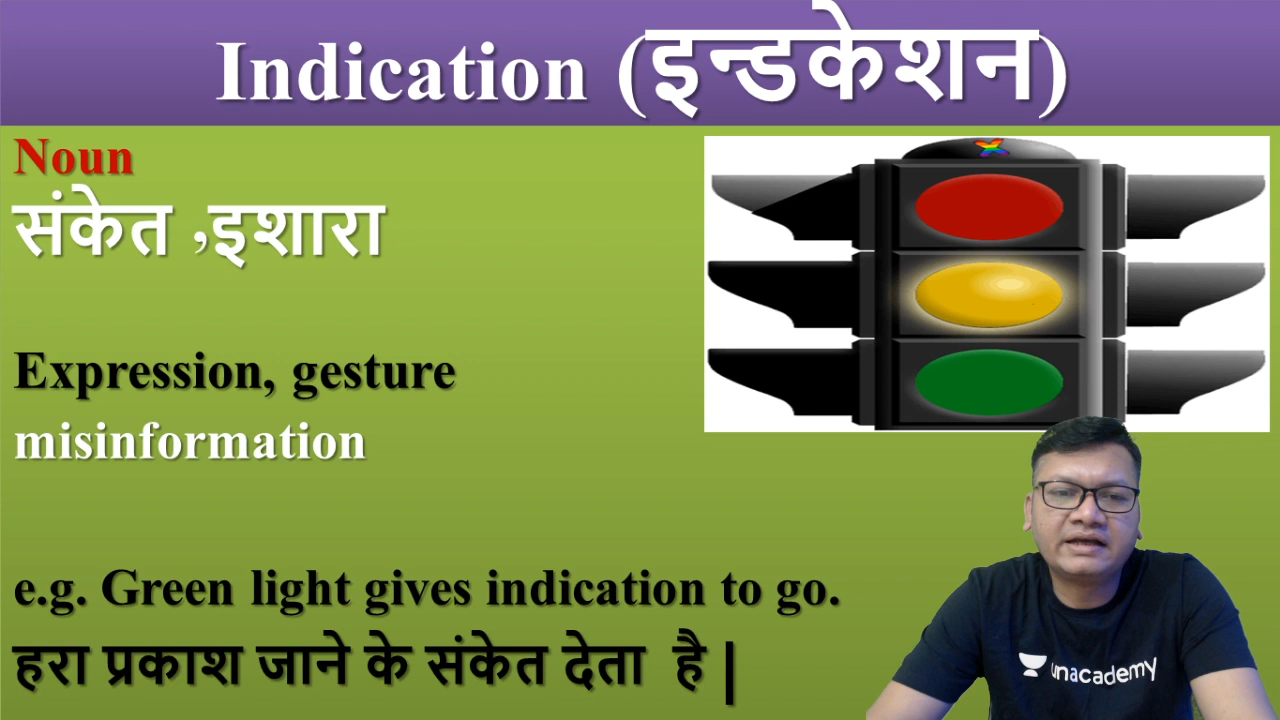 Indication (इन्डकेशन)
Noun
संकेत ,इशारा
Expression, gesture
misinformation
e.g. Green light gives indication to go.
हरा प्रकाश जाने के संकेत देता है |
unacademy